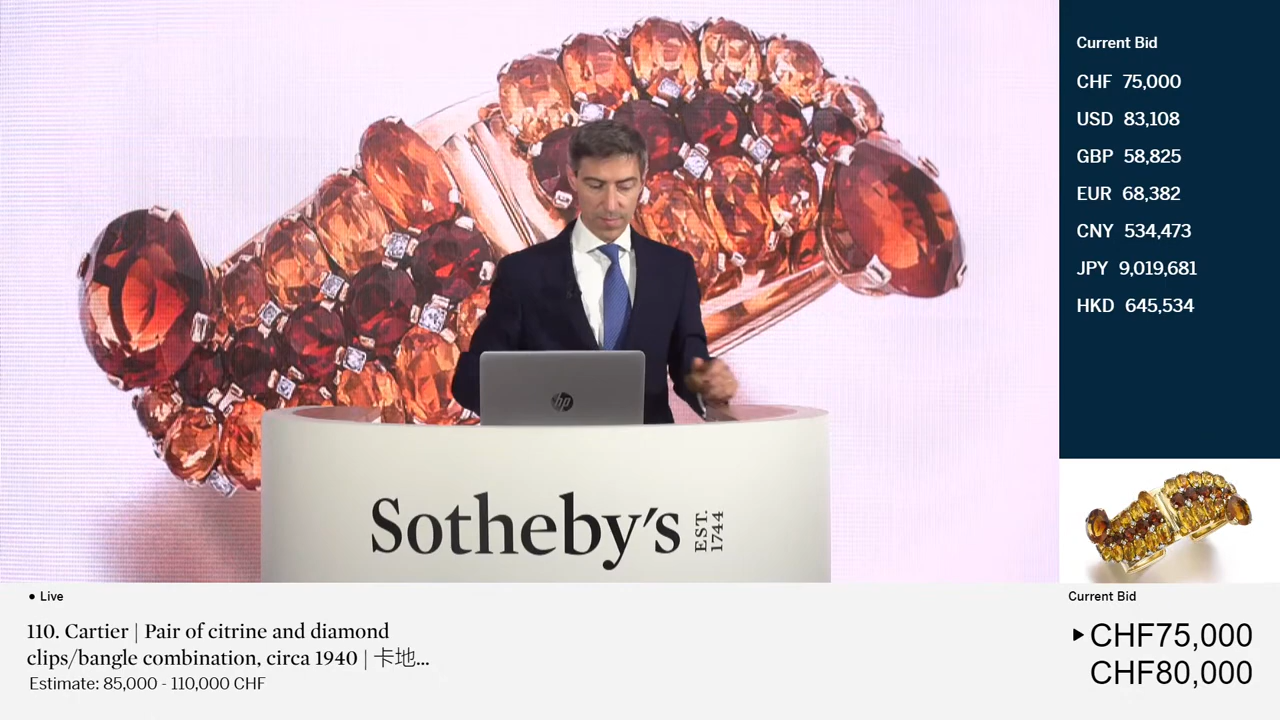 Current Bid
CHF 75,000
USD 83,108
GBP 58,825
EUR 68,382
CNY 534,473
JPY 9,019,681
HKD 645,534
hp
Sotheby's
EST.
1744
• Live
110. Cartier | Pair of citrine and diamond
clips/bangle combination, circa 1940 | 卡地...
Estimate: 85,000 - 110,000 CHF
Current Bid
CHF75,000
CHF80,000